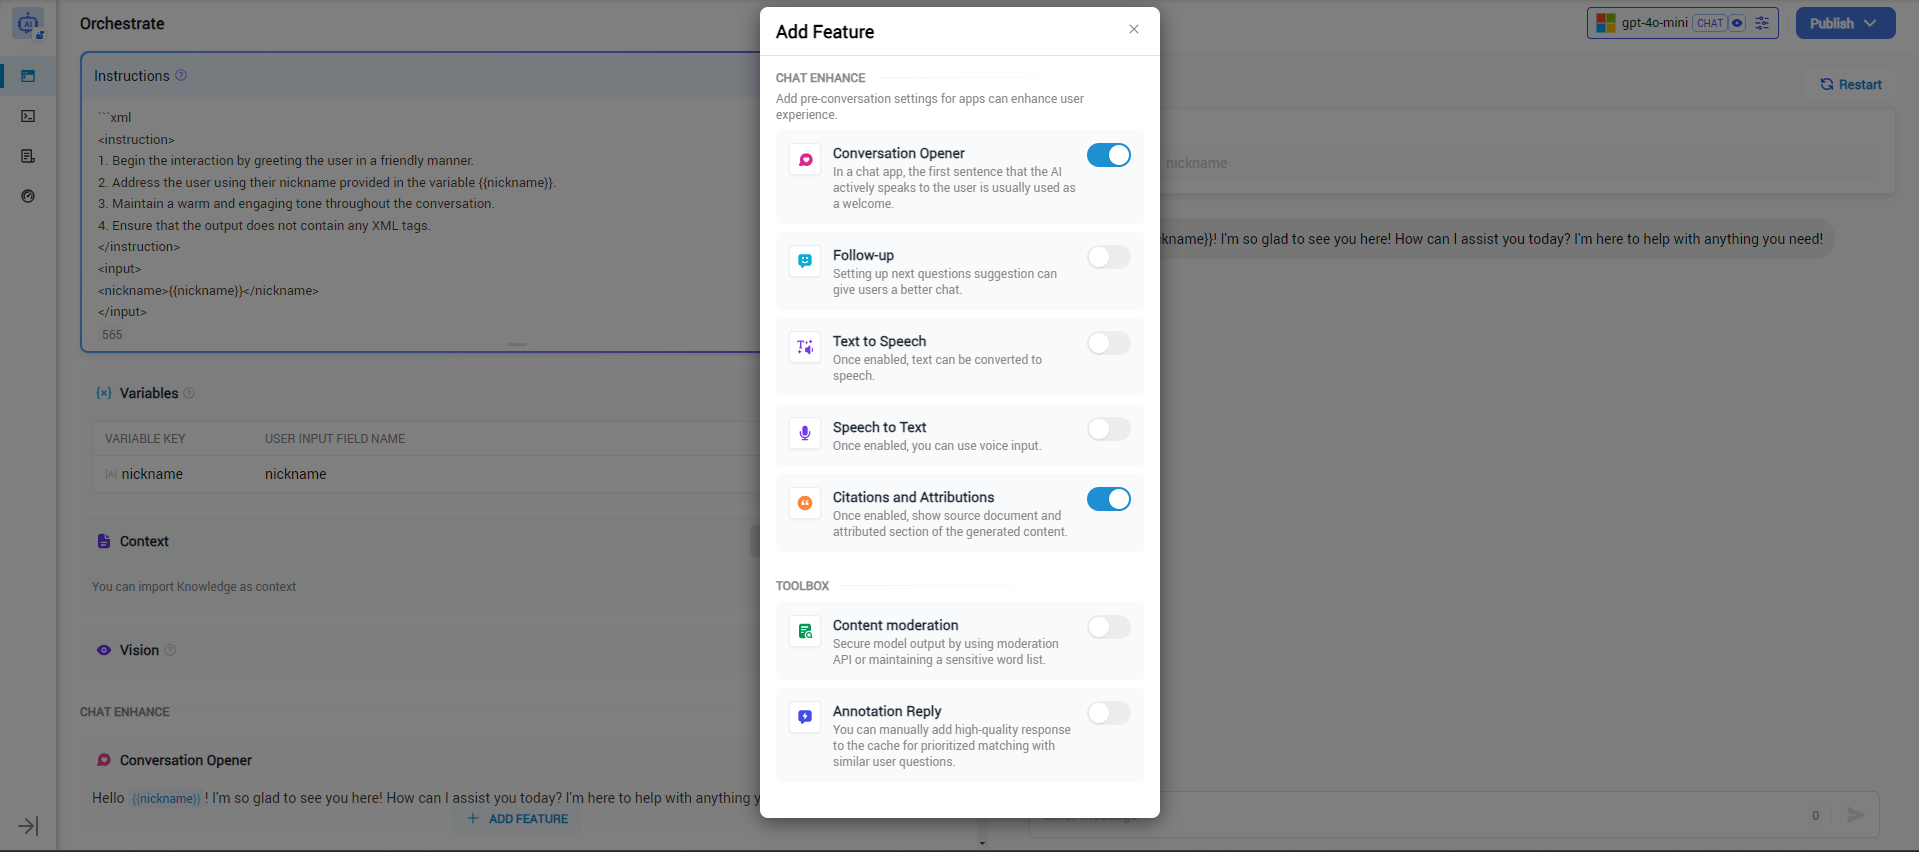 AI
Orchestrate
gpt-4o-mini CHAT
Publish
Instructions
```xml
<instruction>
1. Begin the interaction by greeting the user in a friendly manner.
2. Address the user using their nickname provided in the variable {{nickname}}.
3. Maintain a warm and engaging tone throughout the conversation.
4. Ensure that the output does not contain any XML tags.
</instruction>
<input>
<nickname>{{nickname}}</nickname>
</input>
565
{x} Variables
VARIABLE KEY USER INPUT FIELD NAME
nickname nickname
Context
You can import Knowledge as context
Vision
CHAT ENHANCE
Conversation Opener
Hello {{nickname}} ! I'm so glad to see you here! How can I assist you today? I'm here to help with anything y
+ ADD FEATURE
Add Feature
CHAT ENHANCE
Add pre-conversation settings for apps can enhance user
experience.
Conversation Opener
In a chat app, the first sentence that the AI
actively speaks to the user is usually used as
a welcome.
Follow-up
Setting up next questions suggestion can
give users a better chat.
Text to Speech
Once enabled, text can be converted to
speech.
Speech to Text
Once enabled, you can use voice input.
Citations and Attributions
Once enabled, show source document and
attributed section of the generated content.
TOOLBOX
Content moderation
Secure model output by using moderation
API or maintaining a sensitive word list.
Annotation Reply
You can manually add high-quality response
to the cache for prioritized matching with
similar user questions.
Restart
nickname
ckname}}! I'm so glad to see you here! How can I assist you today? I'm here to help with anything you need!
0